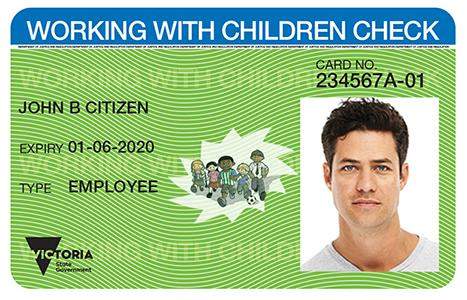 WORKING WITH CHILDREN CHECK
CARD NO.
234567A-01
JOHN B CITIZEN
EXPIRY 01-06-2020
TYPE EMPLOYEE
VICTORIA
State
Government